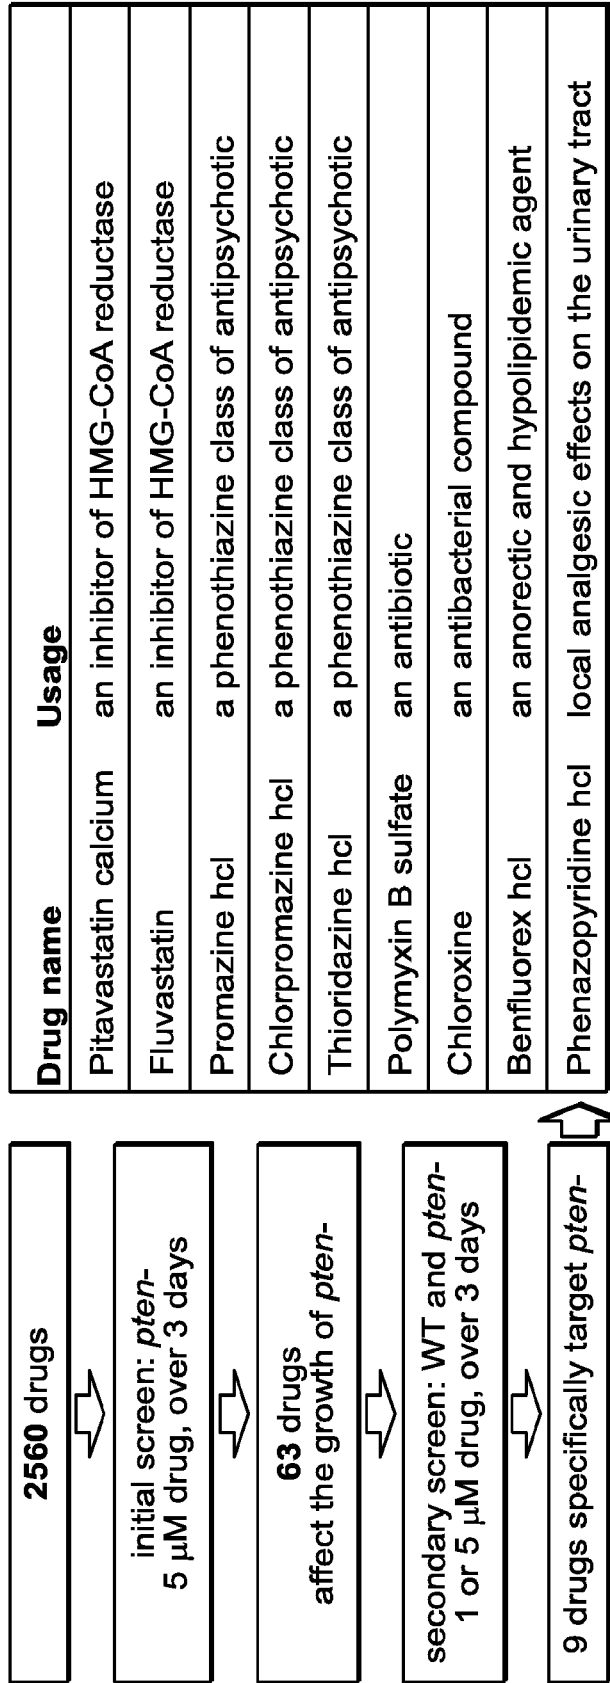 2560 drugs
initial screen: pten-
5 μM drug, over 3 days
63 drugs
affect the growth of pten-
secondary screen: WT and pten-
1 or 5 μM drug, over 3 days
9 drugs specifically target pten-
Drug name Usage
Pitavastatin calcium an inhibitor of HMG-CoA reductase
Fluvastatin an inhibitor of HMG-CoA reductase
Promazine hcl a phenothiazine class of antipsychotic
Chlorpromazine hcl a phenothiazine class of antipsychotic
Thioridazine hcl a phenothiazine class of antipsychotic
Polymyxin B sulfate an antibiotic
Chloroxine an antibacterial compound
Benfluorex hcl an anorectic and hypolipidemic agent
Phenazopyridine hcl local analgesic effects on the urinary tract